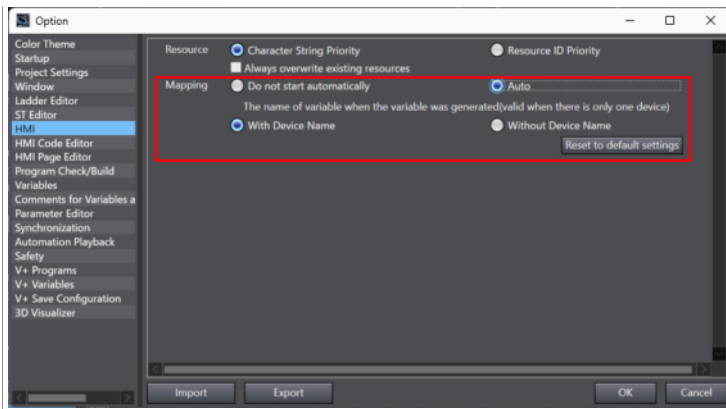 Option
Color Theme
Startup
Project Settings
Window
Ladder Editor
ST Editor
HMI
HMI Code Editor
HMI Page Editor
Program Check/Build
Variables
Comments for Variables a
Parameter Editor
Synchronization
Automation Playback
Safety
V+ Programs
V+ Variables
V+ Save Configuration
3D Visualizer
Resource Character String Priority Resource ID Priority
Always overwrite existing resources
Mapping Do not start automatically Auto
The name of variable when the variable was generated(valid when there is only one device)
With Device Name Without Device Name
Reset to default settings
Import Export OK Cancel